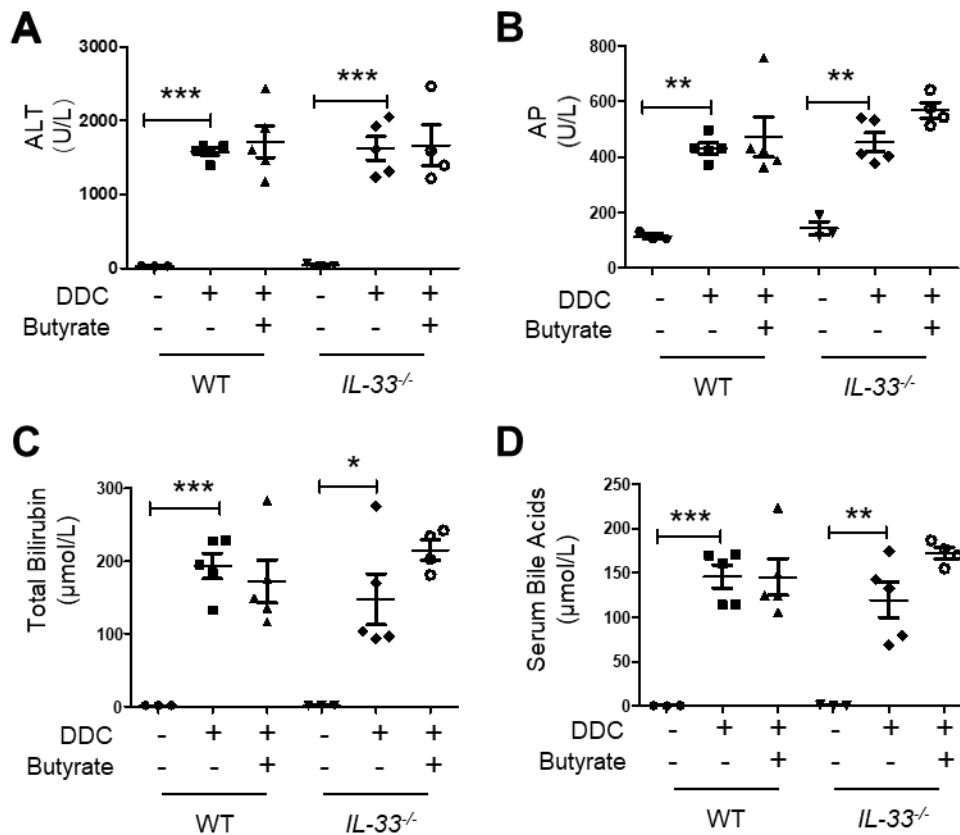 A
ALT
(U/L)
3000
2000
1000
0
***
***
DDC - + + - + +
Butyrate - - + - - +
WT IL-33-/-
B
AP
(U/L)
800
600
400
200
0
**
**
DDC - + + - + +
Butyrate - - + - - +
WT IL-33-/-
C
Total Bilirubin
(μmol/L)
300
200
100
0
***
*
DDC - + + - + +
Butyrate - - + - - +
WT IL-33-/-
D
Serum Bile Acids
(μmol/L)
250
200
150
100
50
0
***
**
DDC - + + - + +
Butyrate - - + - - +
WT IL-33-/-